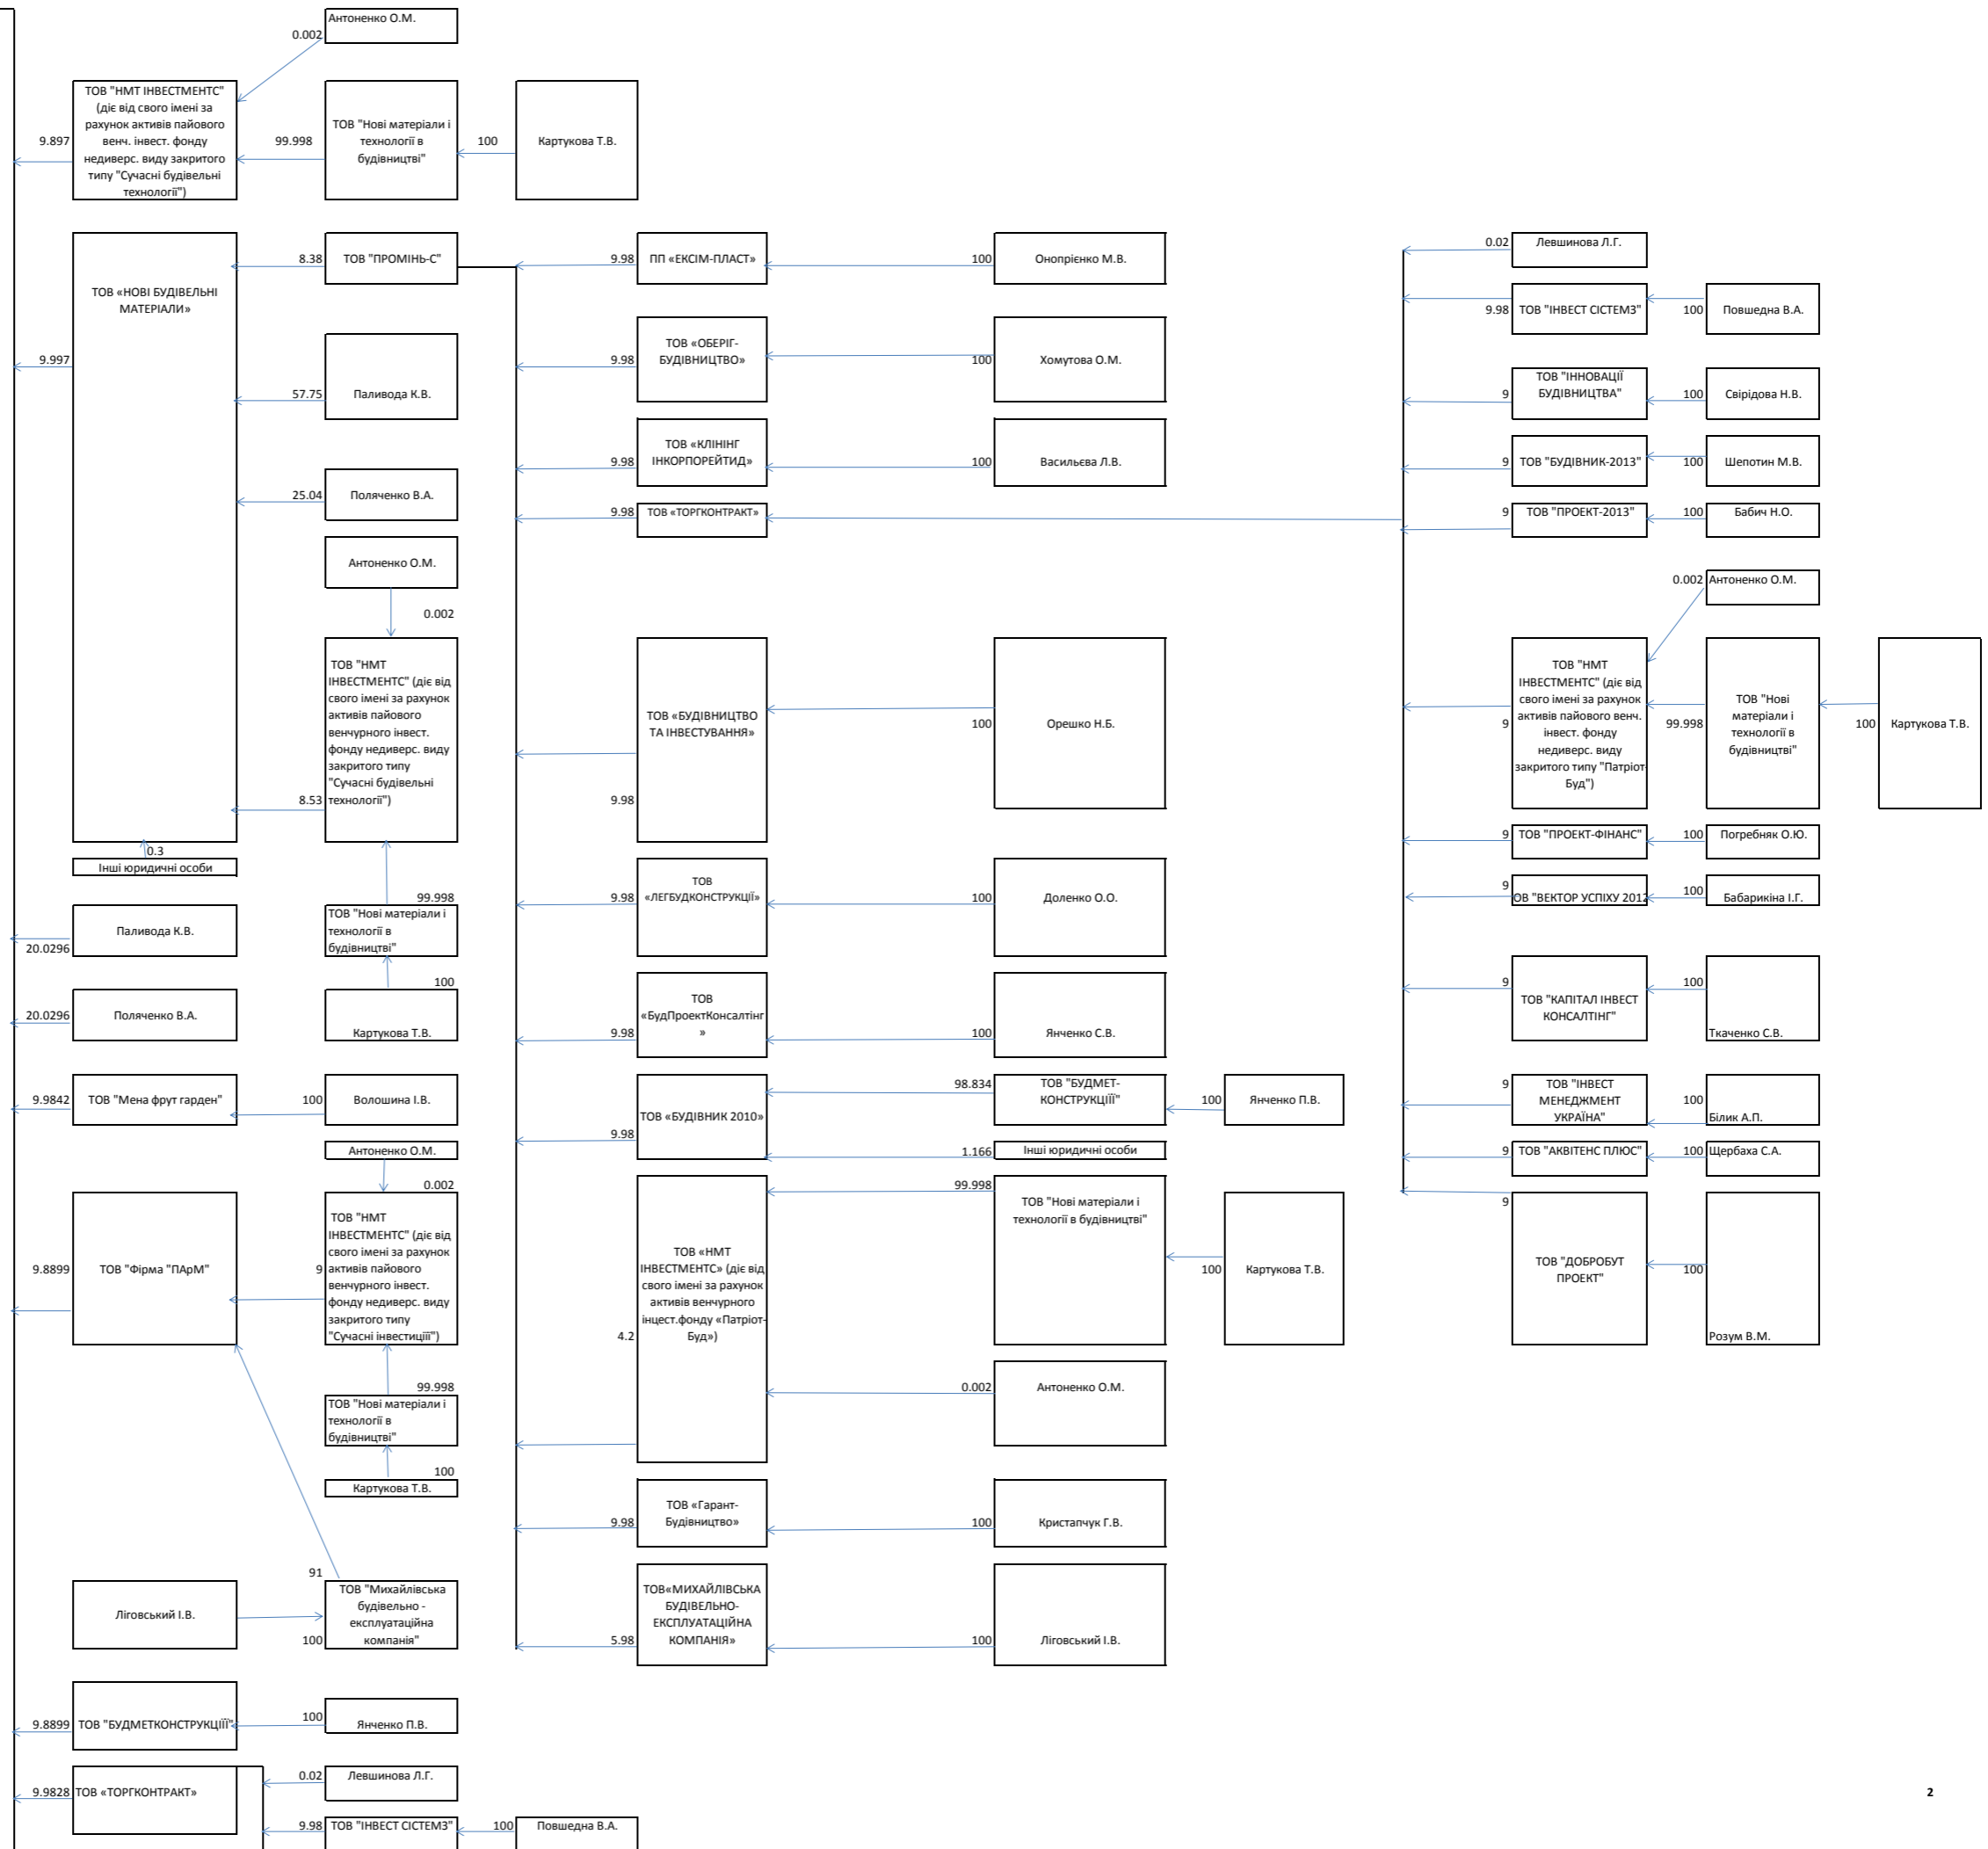 Антоненко О.М.
0.002
ТОВ "НМТ ІНВЕСТМЕНТС"
(діє від свого імені за
рахунок активів пайового
венч. інвест. фонду
недиверс. виду закритого
типу "Сучасні будівельні
технології")
9.897
99.998
ТОВ "Нові матеріали і
технології в
будівництві"
100
Картукова Т.В.
ТОВ «НОВІ БУДІВЕЛЬНІ
МАТЕРІАЛИ»
9.997
8.38
ТОВ "ПРОМІНЬ-С"
57.75
Паливода К.В.
25.04
Поляченко В.А.
Антоненко О.М.
0.002
ТОВ "НМТ
ІНВЕСТМЕНТС" (діє від
свого імені за рахунок
активів пайового
венчурного інвест.
фонду недиверс. виду
закритого типу
"Сучасні будівельні
технології")
8.53
0.3
Інші юридичні особи
99.998
ТОВ "Нові матеріали і
технології в
будівництві"
100
Картукова Т.В.
20.0296
Паливода К.В.
20.0296
Поляченко В.А.
9.9842
ТОВ "Мена фрут гарден"
100
Волошина І.В.
Антоненко О.М.
0.002
ТОВ "НМТ
ІНВЕСТМЕНТС" (діє від
свого імені за рахунок
активів пайового
венчурного інвест.
фонду недиверс. виду
закритого типу
"Сучасні інвестиціїї")
9.8899
ТОВ "Фірма "ПАрМ"
9
99.998
ТОВ "Нові матеріали і
технології в
будівництві"
100
Картукова Т.В.
91
Ліговський І.В.
100
ТОВ "Михайлівська
будівельно -
експлуатаційна
компанія"
9.8899
ТОВ "БУДМЕТКОНСТРУКЦІЇЇ"
100
Янченко П.В.
9.9828
ТОВ «ТОРГКОНТРАКТ»
0.02
Левшинова Л.Г.
9.98
ТОВ "ІНВЕСТ СІСТЕМЗ"
100
Повшедна В.А.
9.98
ПП «ЕКСІМ-ПЛАСТ»
100
Онопрієнко М.В.
9.98
ТОВ «ОБЕРІГ-
БУДІВНИЦТВО»
100
Хомутова О.М.
9.98
ТОВ «КЛІНІНГ
ІНКОРПОРЕЙТИД»
100
Васильєва Л.В.
9.98
ТОВ «ТОРГКОНТРАКТ»
ТОВ «БУДІВНИЦТВО
ТА ІНВЕСТУВАННЯ»
9.98
100
Орешко Н.Б.
9.98
ТОВ
«ЛЕГБУДКОНСТРУКЦІЇ»
100
Доленко О.О.
9.98
ТОВ
«БудПроектКонсалтінг
»
100
Янченко С.В.
9.98
ТОВ «БУДІВНИК 2010»
98.834
ТОВ "БУДМЕТ-
КОНСТРУКЦІЇЇ"
100
Янченко П.В.
1.166
Інші юридичні особи
4.2
ТОВ «НМТ
ІНВЕСТМЕНТС» (діє від
свого імені за рахунок
активів венчурного
інцест.фонду «Патріот-
Буд»)
99.998
ТОВ "Нові матеріали і
технології в будівництві"
100
Картукова Т.В.
0.002
Антоненко О.М.
9.98
ТОВ «Гарант-
Будівництво»
100
Кристапчук Г.В.
5.98
ТОВ«МИХАЙЛІВСЬКА
БУДІВЕЛЬНО-
ЕКСПЛУАТАЦІЙНА
КОМПАНІЯ»
100
Ліговський І.В.
0.02
Левшинова Л.Г.
9.98
ТОВ "ІНВЕСТ СІСТЕМЗ"
100
Повшедна В.А.
9
ТОВ "ІННОВАЦІЇ
БУДІВНИЦТВА"
100
Свірідова Н.В.
9
ТОВ "БУДІВНИК-2013"
100
Шепотин М.В.
9
ТОВ "ПРОЕКТ-2013"
100
Бабич Н.О.
0.002
Антоненко О.М.
9
ТОВ "НМТ
ІНВЕСТМЕНТС" (діє від
свого імені за рахунок
активів пайового венч.
інвест. фонду
недиверс. виду
закритого типу "Патріот-
Буд")
99.998
ТОВ "Нові
матеріали і
технології в
будівництві"
100
Картукова Т.В.
9
ТОВ "ПРОЕКТ-ФІНАНС"
100
Погребняк О.Ю.
9
ОВ "ВЕКТОР УСПІХУ 2012
100
Бабарикіна І.Г.
9
ТОВ "КАПІТАЛ ІНВЕСТ
КОНСАЛТІНГ"
100
Ткаченко С.В.
9
ТОВ "ІНВЕСТ
МЕНЕДЖМЕНТ
УКРАЇНА"
100
Білик А.П.
9
ТОВ "АКВІТЕНС ПЛЮС"
100
Щербаха С.А.
9
ТОВ "ДОБРОБУТ
ПРОЕКТ"
100
Розум В.М.
2